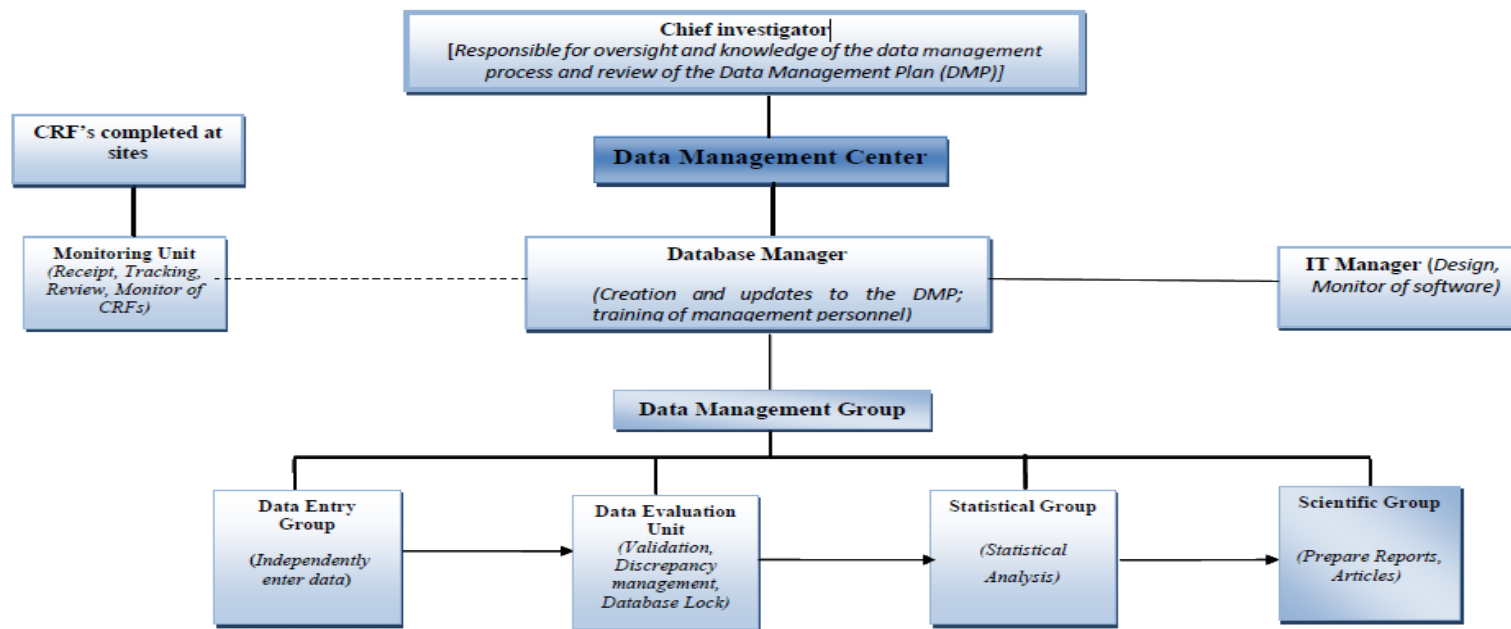 Chief investigator
[Responsible for oversight and knowledge of the data management
process and review of the Data Management Plan (DMP)]
CRF's completed at
sites
Data Management Center
Monitoring Unit
(Receipt, Tracking,
Review, Monitor of
CRFs)
Database Manager
(Creation and updates to the DMP;
training of management personnel)
IT Manager (Design,
Monitor of software)
Data Management Group
Data Entry
Group
(Independently
enter data)
Data Evaluation
Unit
(Validation,
Discrepancy
management,
Database Lock)
Statistical Group
(Statistical
Analysis)
Scientific Group
(Prepare Reports,
Articles)